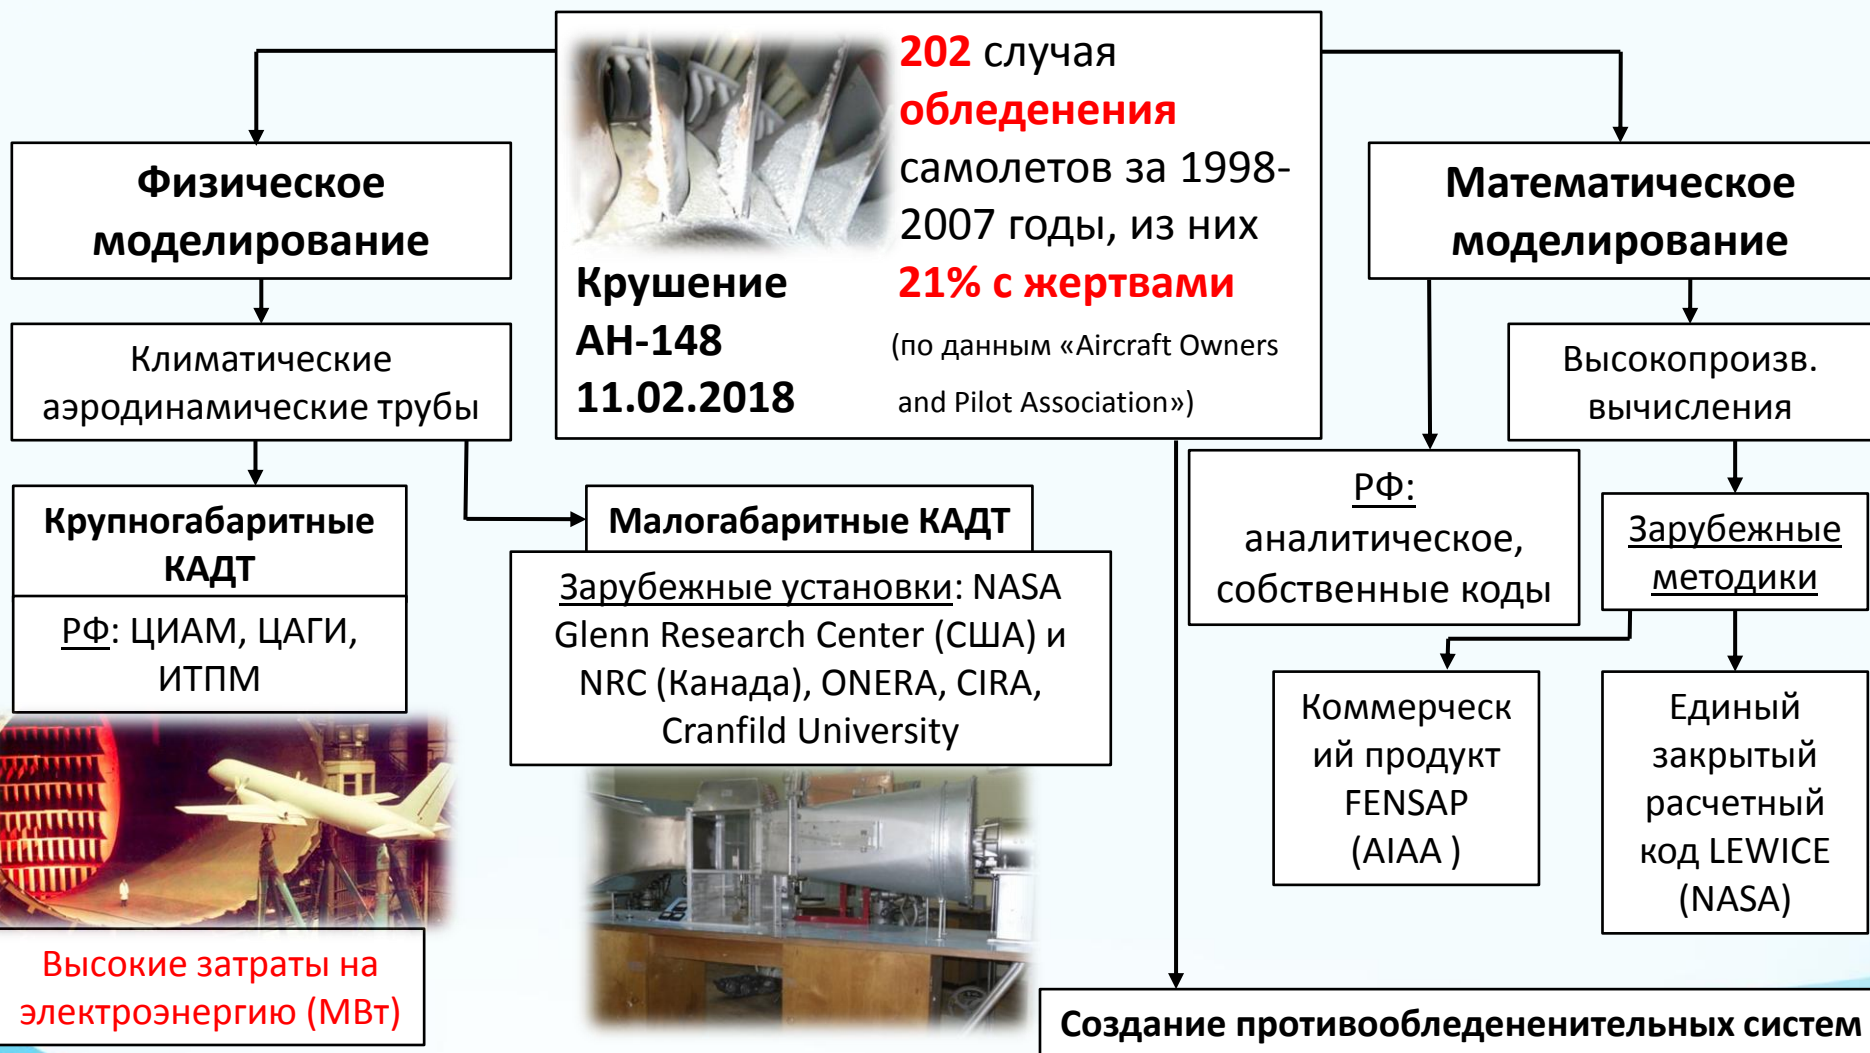 202 случая
обледенения
самолетов за 1998-
2007 годы, из них
21% с жертвами
(по данным «Aircraft Owners
and Pilot Association»)
Крушение
АН-148
11.02.2018
Физическое
моделирование
Климатические
аэродинамические трубы
Крупногабаритные
КАДТ
РФ: ЦИАМ, ЦАГИ,
ИТПМ
Высокие затраты на
электроэнергию (МВт)
Малогабаритные КАДТ
Зарубежные установки: NASA
Glenn Research Center (США) и
NRC (Канада), ONERA, CIRA,
Cranfild University
Математическое
моделирование
РФ:
аналитическое,
собственные коды
Высокопроизв.
вычисления
Зарубежные
методики
Коммерческ
ий продукт
FENSAP
(AIAA )
Единый
закрытый
расчетный
код LEWICE
(NASA)
Создание противообледененительных систем